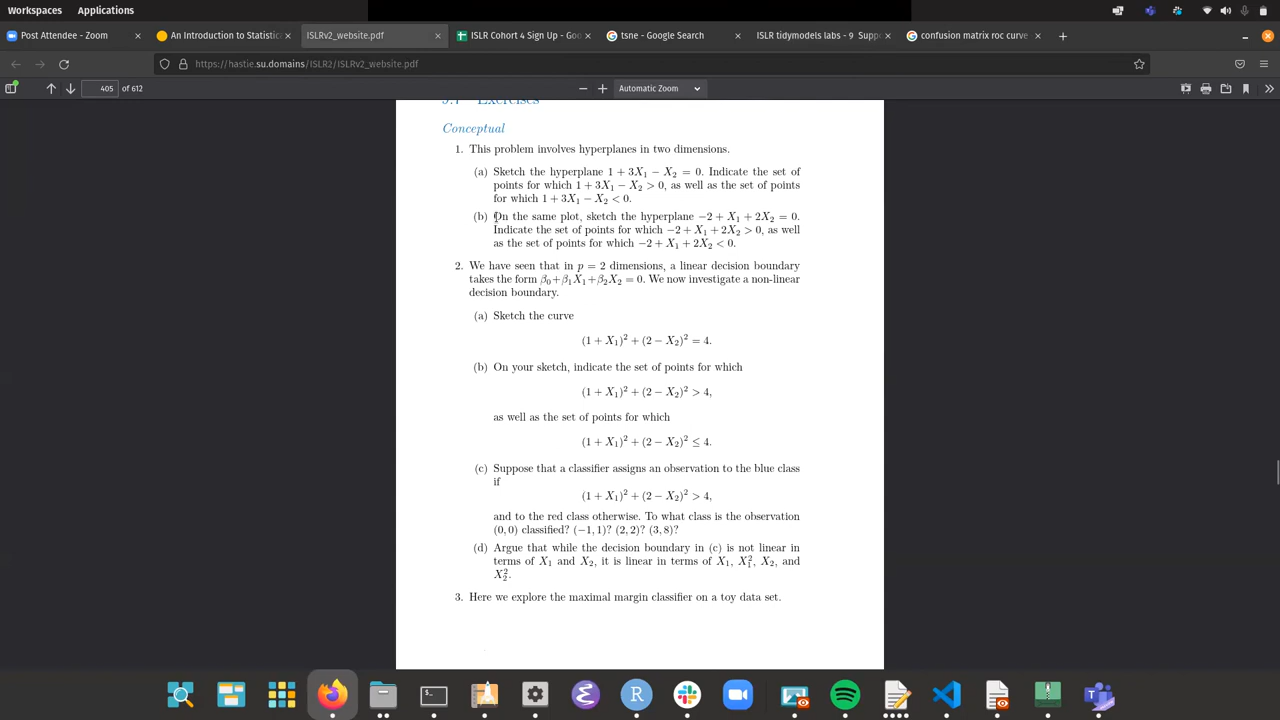 Workspaces Applications
Post Attendee - Zoom
An Introduction to Statistic
ISLRv2_website.pdf
ISLR Cohort 4 Sign Up - Goo
tsne - Google Search
ISLR tidymodels labs - 9 Supp
confusion matrix roc curve
https://hastie.su.domains/ISLR2/ISLRv2_website.pdf
405 of 612
Automatic Zoom
9.7 Exercises
Conceptual
1. This problem involves hyperplanes in two dimensions.
(a) Sketch the hyperplane 1 + 3X₁ − X₂ = 0. Indicate the set of
points for which 1 + 3X₁ − X₂ > 0, as well as the set of points
for which 1 + 3X₁ − X₂ < 0.
(b) On the same plot, sketch the hyperplane −2 + X₁ + 2X₂ = 0.
Indicate the set of points for which −2 + X₁ + 2X₂ > 0, as well
as the set of points for which −2 + X₁ + 2X₂ < 0.
2. We have seen that in p = 2 dimensions, a linear decision boundary
takes the form β₀+β₁X₁+β₂X₂ = 0. We now investigate a non-linear
decision boundary.
(a) Sketch the curve
(1 + X₁)² + (2 − X₂)² = 4.
(b) On your sketch, indicate the set of points for which
(1 + X₁)² + (2 − X₂)² > 4,
as well as the set of points for which
(1 + X₁)² + (2 − X₂)² ≤ 4.
(c) Suppose that a classifier assigns an observation to the blue class
if
(1 + X₁)² + (2 − X₂)² > 4,
and to the red class otherwise. To what class is the observation
(0, 0) classified? (−1, 1)? (2, 2)? (3, 8)?
(d) Argue that while the decision boundary in (c) is not linear in
terms of X₁ and X₂, it is linear in terms of X₁, X₁², X₂, and
X₂².
3. Here we explore the maximal margin classifier on a toy data set.